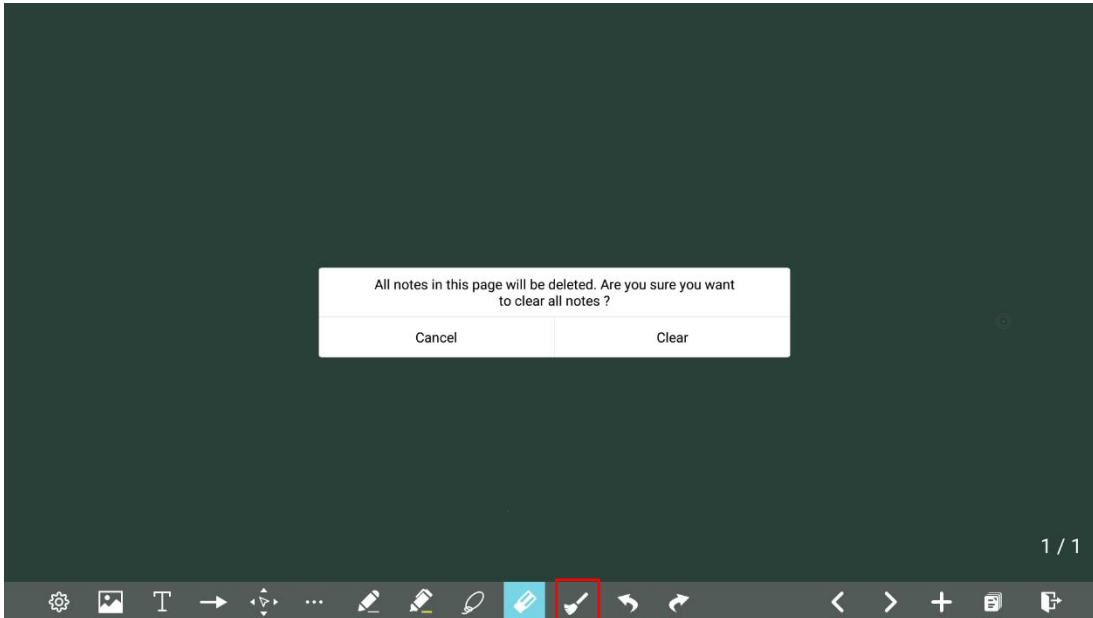 All notes in this page will be deleted. Are you sure you want
to clear all notes ?
Cancel Clear
1 / 1
T